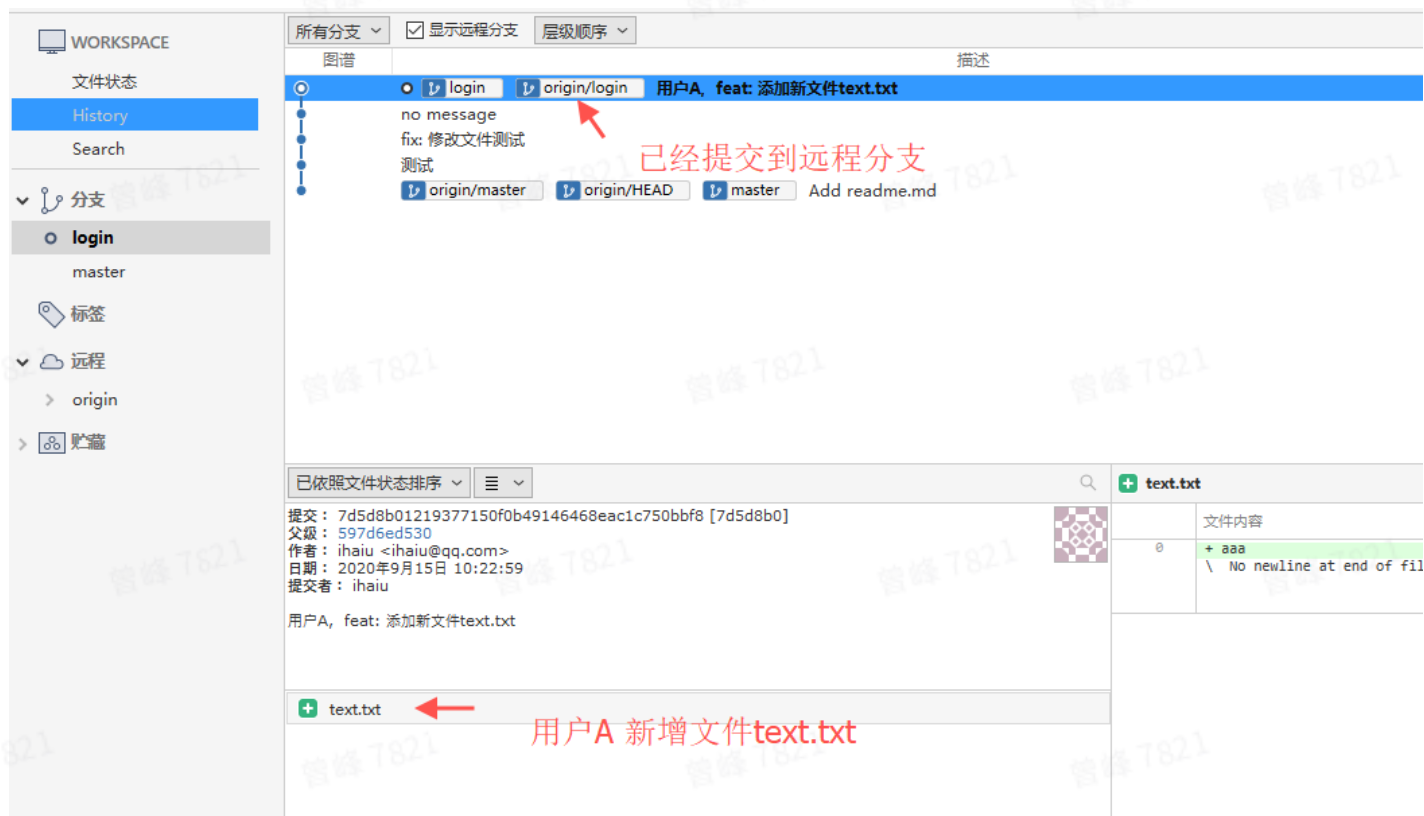 WORKSPACE
文件状态
History
Search
分支
login
master
标签
远程
origin
贮藏
所有分支
显示远程分支
层级顺序
图谱
描述
login origin/login 用户A, feat: 添加新文件text.txt
no message
fix: 修改文件测试
测试
origin/master origin/HEAD master Add readme.md
已经提交到远程分支
已依照文件状态排序
提交: 7d5d8b01219377150f0b49146468eac1c750bbf8 [7d5d8b0]
父级: 597d6ed530
作者: ihaiu <ihaiu@qq.com>
日期: 2020年9月15日 10:22:59
提交者: ihaiu
用户A, feat: 添加新文件text.txt
text.txt
用户A 新增文件text.txt
text.txt
文件内容
0 + aaa
\ No newline at end of fil